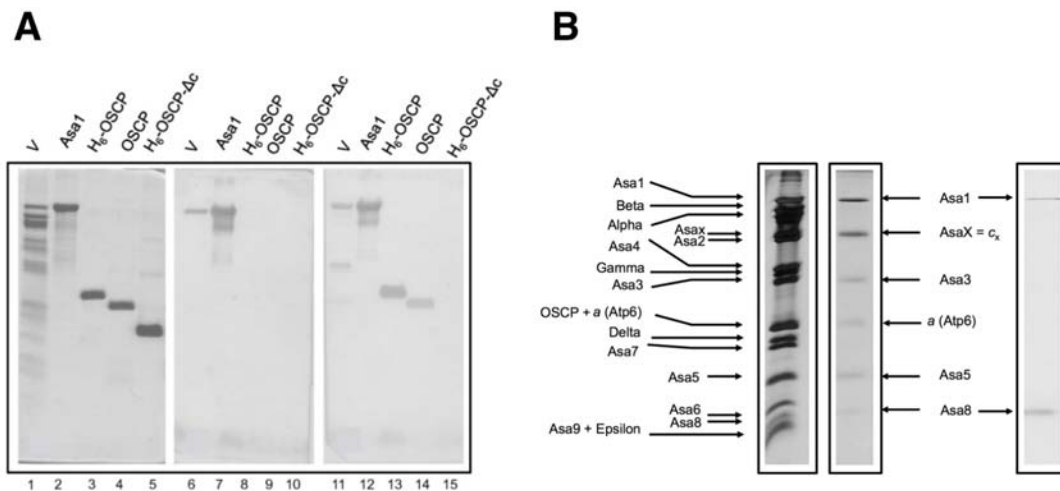 A
V
Asa1
H6-OSCP
OSCP
H6-OSCP-Δc
V
Asa1
H6-OSCP
OSCP
H6-OSCP-Δc
V
Asa1
H6-OSCP
OSCP
H6-OSCP-Δc
1 2 3 4 5 6 7 8 9 10 11 12 13 14 15
B
Asa1
Beta
Alpha
Asax
Asa2
Asa4
Gamma
Asa3
OSCP + a (Atp6)
Delta
Asa7
Asa5
Asa6
Asa8
Asa9 + Epsilon
Asa1
AsaX = cx
Asa3
a (Atp6)
Asa5
Asa8